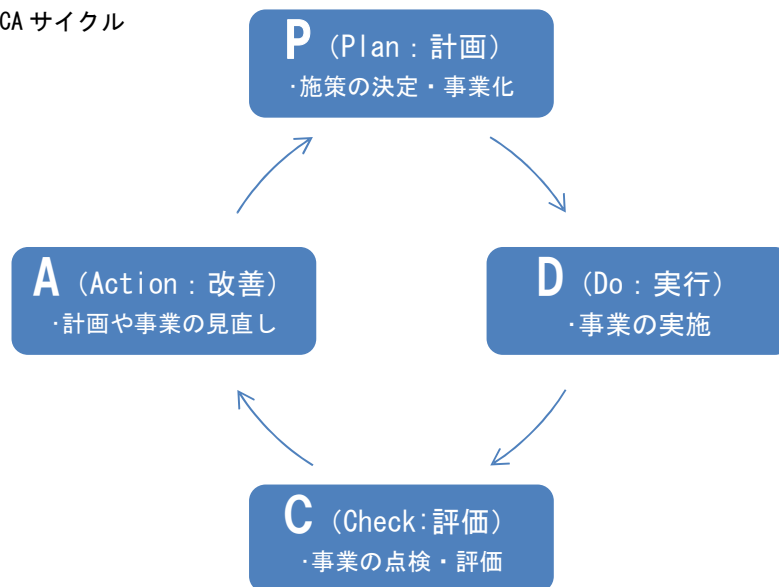 CAサイクル
P（Plan：計画）
・施策の決定・事業化
A（Action：改善）
・計画や事業の見直し
D（Do：実行）
・事業の実施
C（Check:評価）
・事業の点検・評価